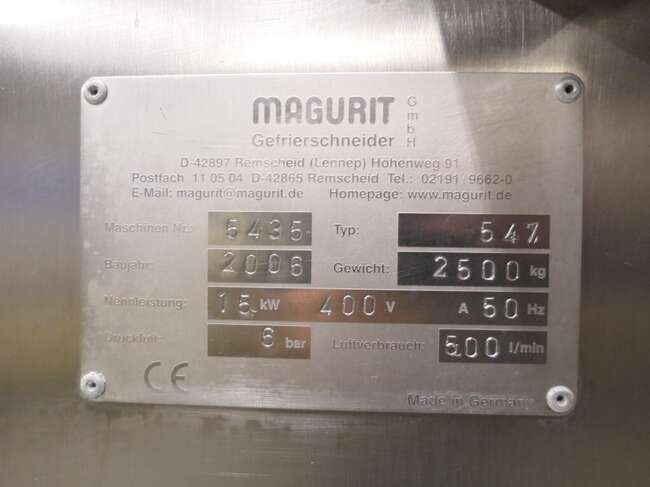 MAGURIT GmbH
Gefrierschneider
D-42897 Remscheid (Lennep) Hohenweg 91
Postfach 11 05 04 D-42865 Remscheid Tel.: 02191 9662-0
E-Mail: magurit@magurit.de Homepage: www.magurit.de
Maschinen Nr.: 5435 Typ: 547
Baujahr: 2006 Gewicht: 2500 kg
Nennleistung: 15 kW 400 V A 50 Hz
Druckluft: 6 bar Luftverbrauch: 500 l/min
CE
Made in Germany